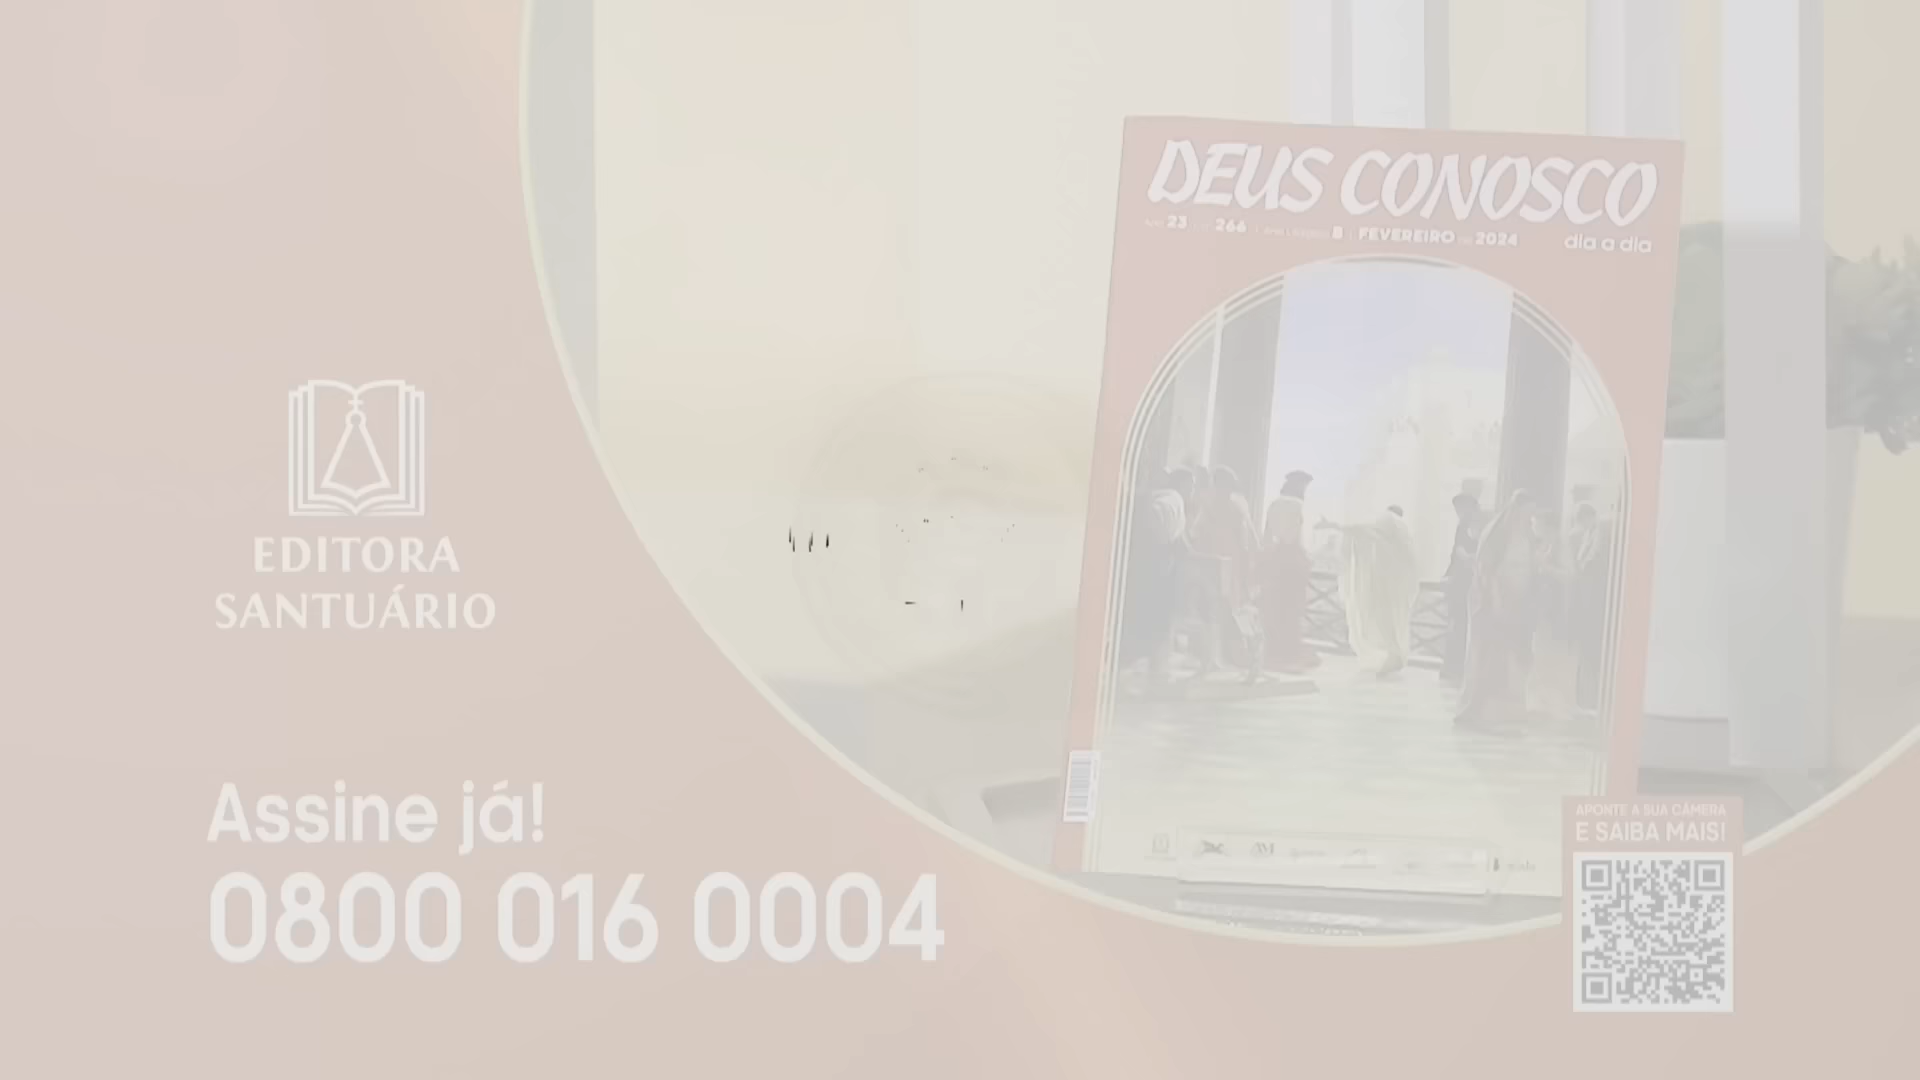 DEUS CONOSCO
23 266 B FEVEREIRO 2024
dia a dia
EDITORA
SANTUÁRIO
Assine já!
0800 016 0004
APONTE A SUA CÂMERA
E SAIBA MAIS!